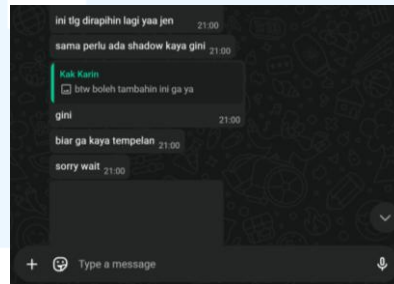 ini tlg dirapihin lagi yaa jen 21:00
sama perlu ada shadow kaya gini 21:00
Kak Karin
btw boleh tambahin ini ga ya
gini 21:00
biar ga kaya tempelan 21:00
sorry wait 21:00
Type a message